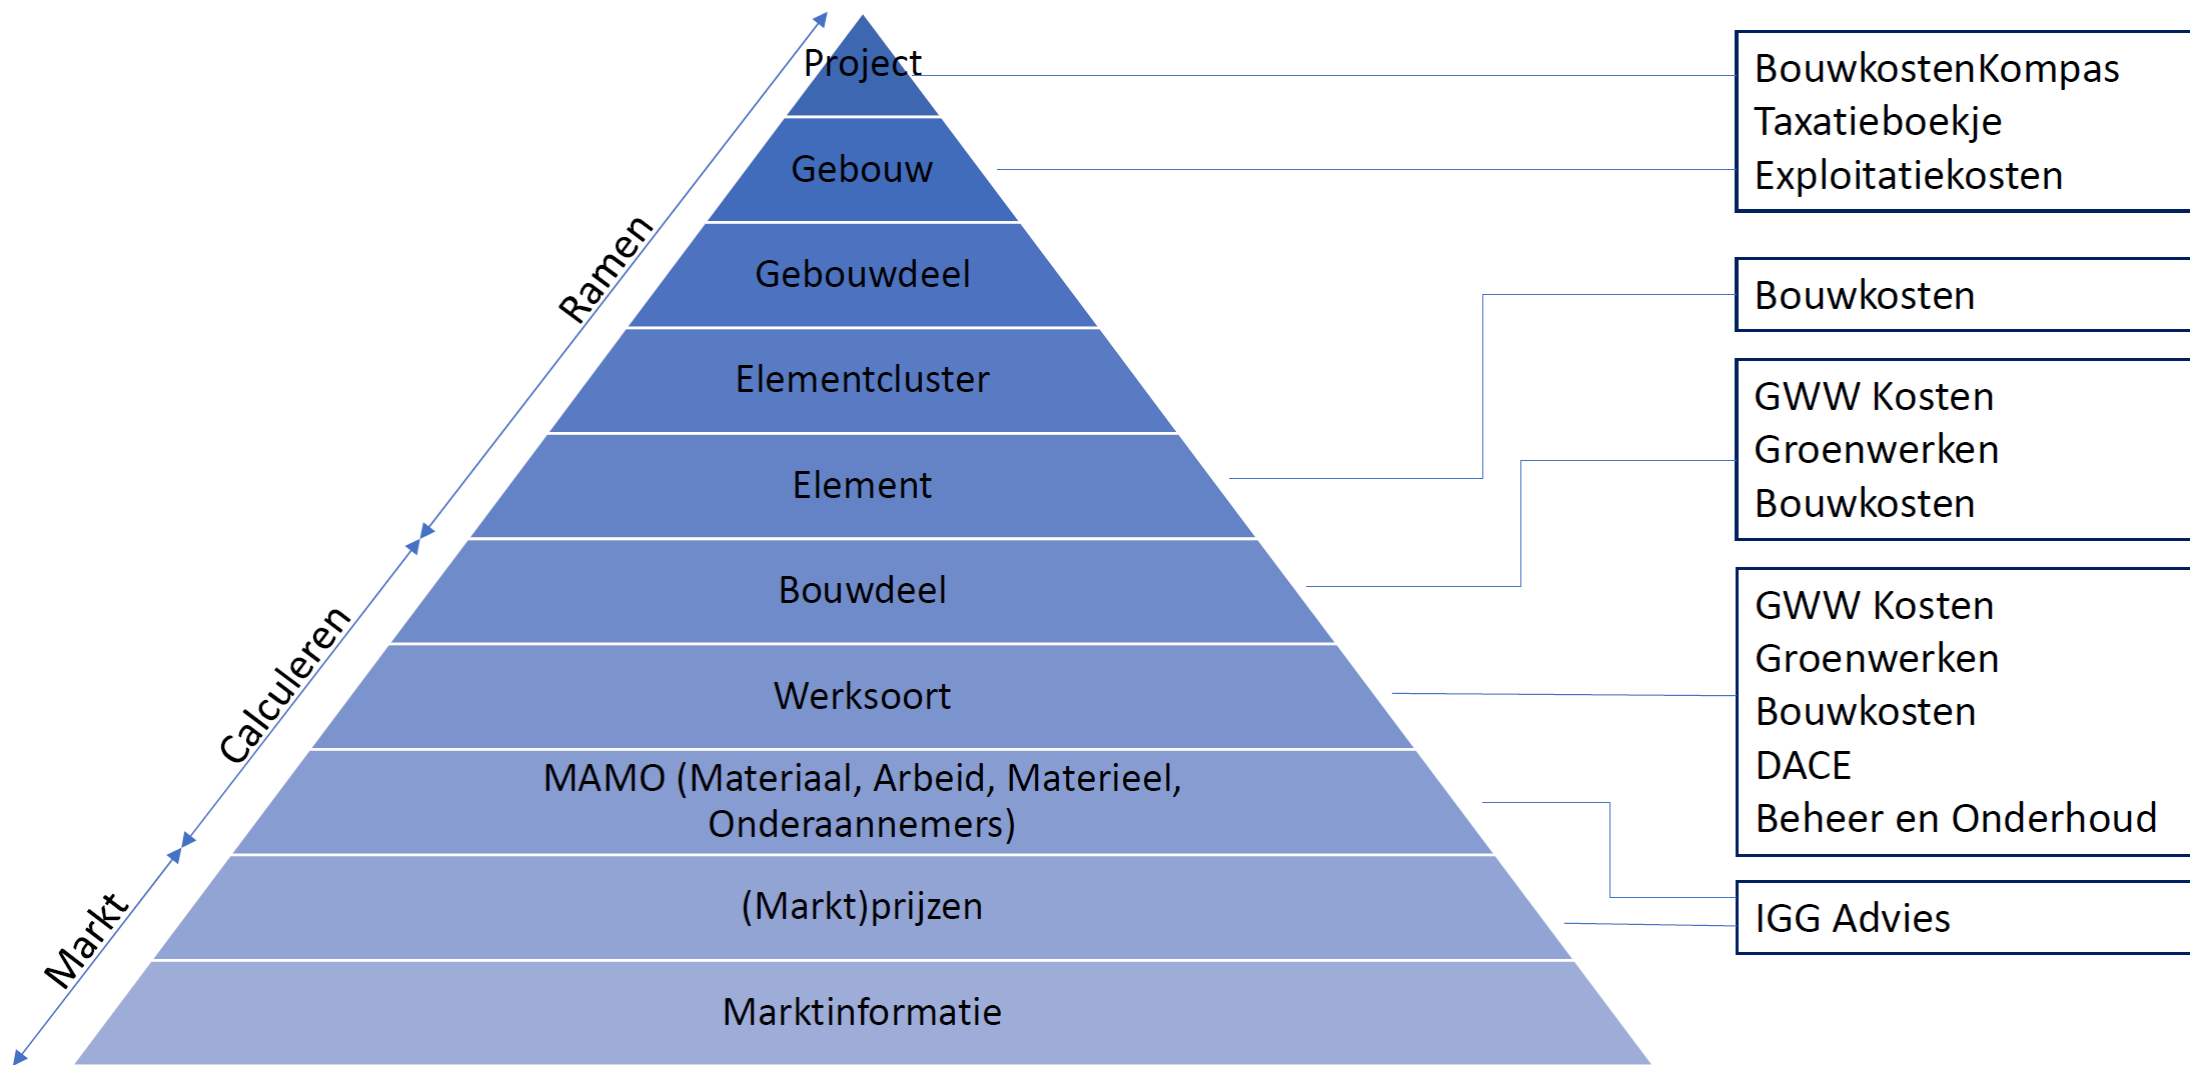 Project
Gebouw
Gebouwdeel
Elementcluster
Element
Bouwdeel
Werksoort
MAMO (Materiaal, Arbeid, Materieel,
Onderaannemers)
(Markt)prijzen
Marktinformatie
Ramen
Calculeren
Markt
BouwkostenKompas
Taxatieboekje
Exploitatiekosten
Bouwkosten
GWW Kosten
Groenwerken
Bouwkosten
GWW Kosten
Groenwerken
Bouwkosten
DACE
Beheer en Onderhoud
IGG Advies